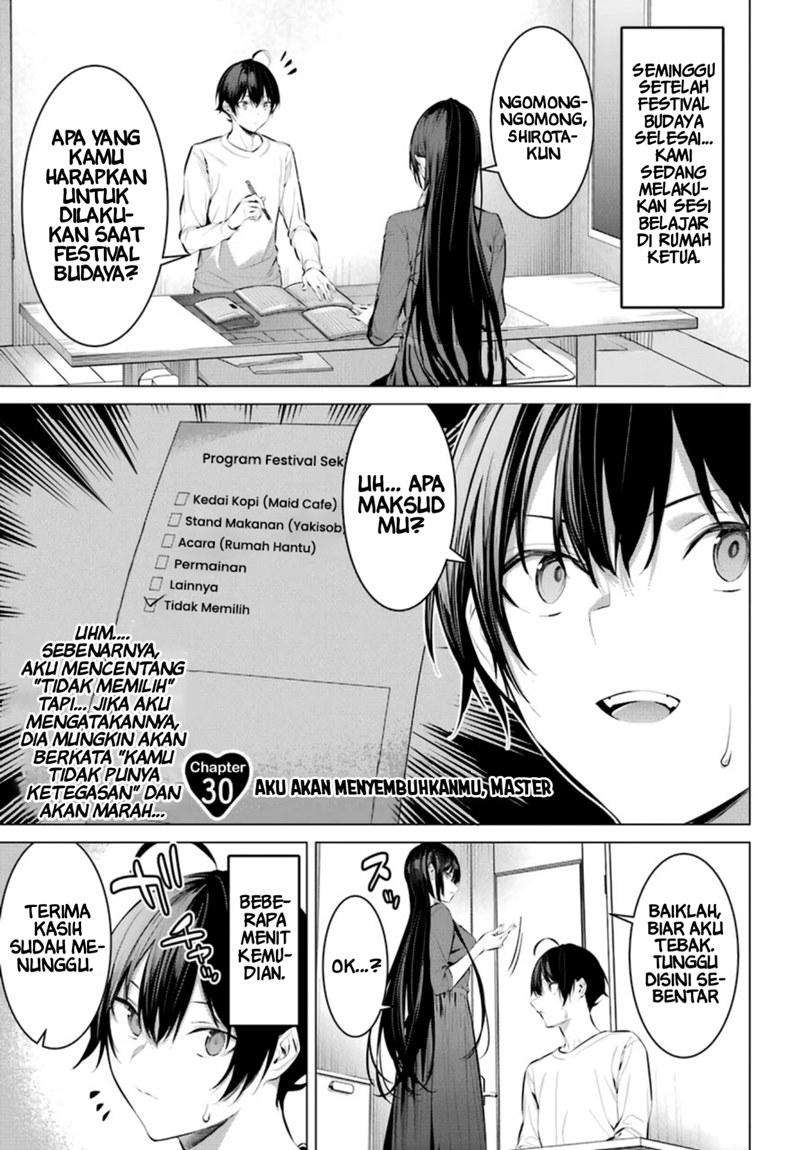 SEMINGGU
SETELAH
FESTIVAL
BUDAYA
SELESAI...
KAMI
SEDANG
MELAKU-
KAN SESI
BELAJAR
DI RUMAH
KETUA.
NGOMONG-
NGOMONG,
SHIROTA-
KUN
APA YANG
KAMU
HARAPKAN
UNTUK
DILAKU-
KAN SAAT
FESTIVAL
BUDAYA?
UH... APA
MAKSUD
MU?
Program Festival Sek
Kedai Kopi (Maid Cafe)
Stand Makanan (Yakisob
Acara (Rumah Hantu)
Permainan
Lainnya
Tidak Memilih
UHM....
SEBENARNYA,
AKU MENCENTANG
"TIDAK MEMILIH"
TAPI... JIKA AKU
MENGATAKANNYA,
DIA MUNGKIN AKAN
BERKATA "KAMU
TIDAK PUNYA
KETEGASAN" DAN
AKAN MARAH...
Chapter
30
AKU AKAN MENYEMBUHKANMU, MASTER
BAIKLAH,
BIAR AKU
TEBAK.
TUNGGU
DISINI SE-
BENTAR
OK...?
BEBE-
RAPA
MENIT
KEMU-
DIAN.
TERIMA
KASIH
SUDAH ME-
NUNGGU.